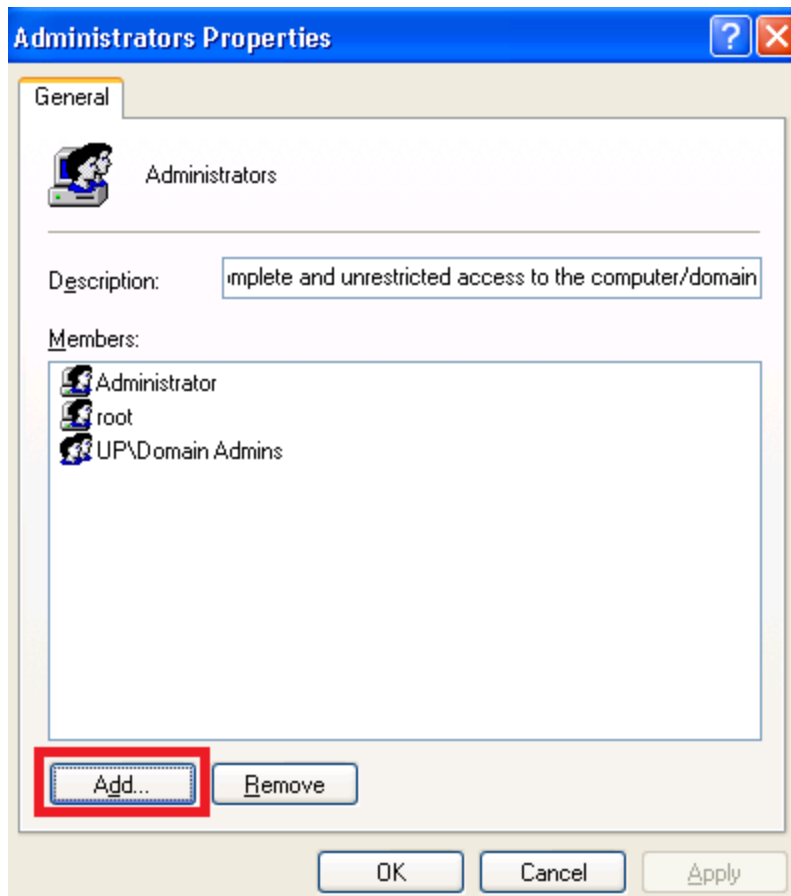 Administrators Properties
General
Administrators
Description:
mplete and unrestricted access to the computer/domain
Members:
Administrator
root
UP\Domain Admins
Add...
Remove
OK
Cancel
Apply